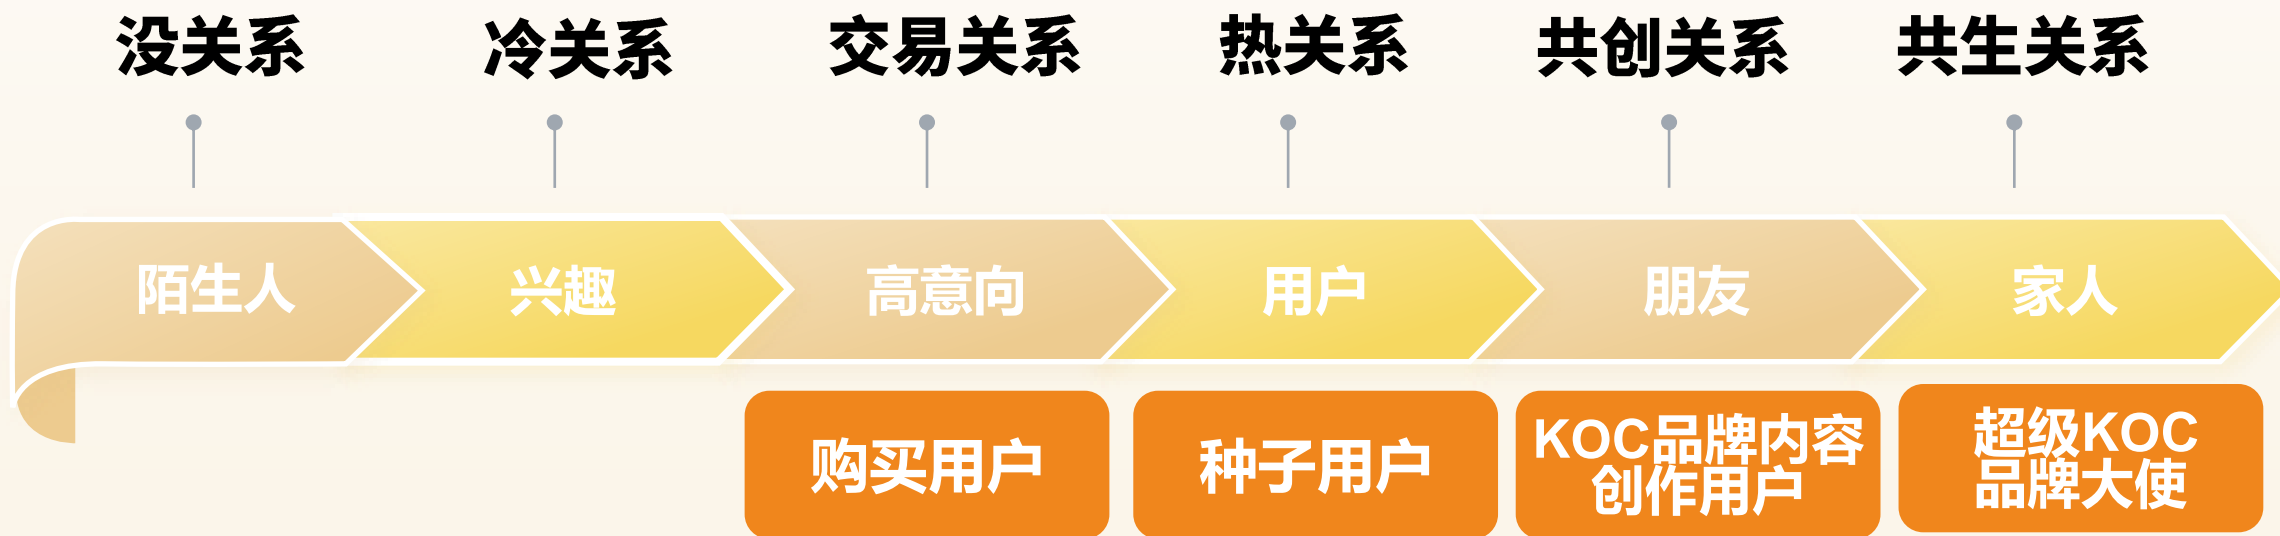 没关系
冷关系
交易关系
热关系
共创关系
共生关系
陌生人
兴趣
高意向
用户
朋友
家人
购买用户
种子用户
KOC品牌内容
创作用户
超级KOC
品牌大使